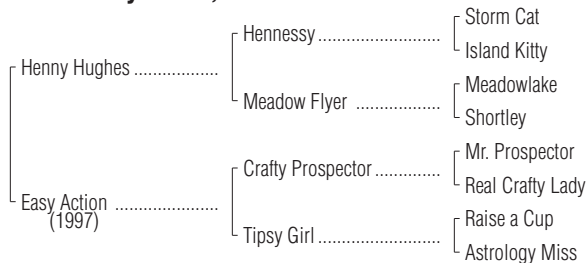 Storm Cat
Hennessy ..................
Island Kitty
Henny Hughes ..................
Meadowlake
Meadow Flyer ..................
Shortley
Mr. Prospector
Crafty Prospector ..............
Real Crafty Lady
Easy Action ......................
(1997)
Raise a Cup
Tipsy Girl ..........................
Astrology Miss